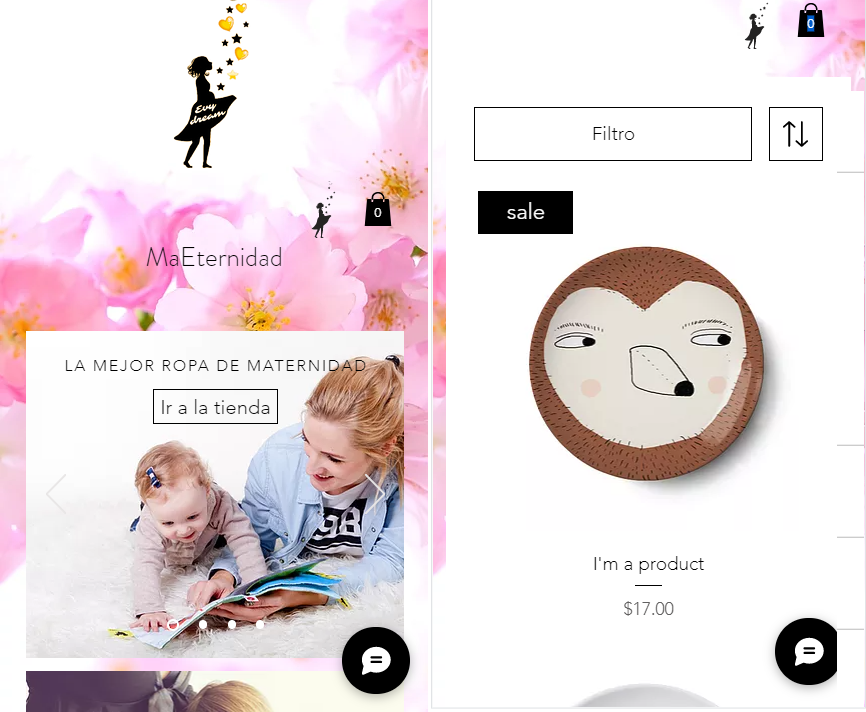 Evy
dream
0
MaEternidad
LA MEJOR ROPA DE MATERNIDAD
Ir a la tienda
0
Filtro
sale
I'm a product
$17.00